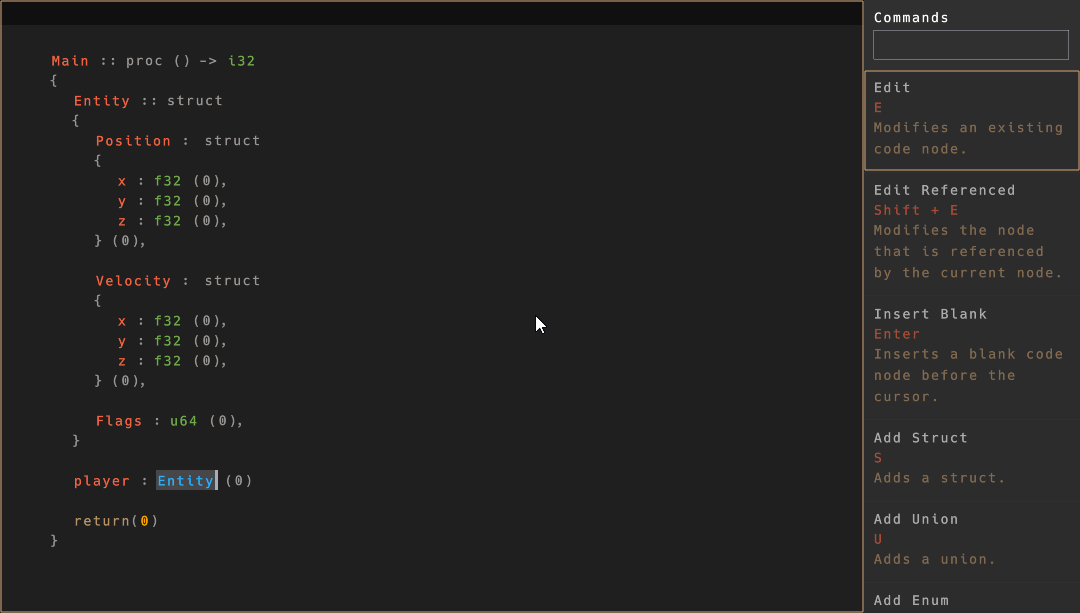 Main :: proc () -> i32
{
Entity :: struct
{
Position : struct
{
x : f32 (0),
y : f32 (0),
z : f32 (0),
} (0),
Velocity : struct
{
x : f32 (0),
y : f32 (0),
z : f32 (0),
} (0),
Flags : u64 (0),
}
player : Entity (0)
return(0)
}
Commands
Edit
E
Modifies an existing
code node.
Edit Referenced
Shift + E
Modifies the node
that is referenced
by the current node.
Insert Blank
Enter
Inserts a blank code
node before the
cursor.
Add Struct
S
Adds a struct.
Add Union
U
Adds a union.
Add Enum